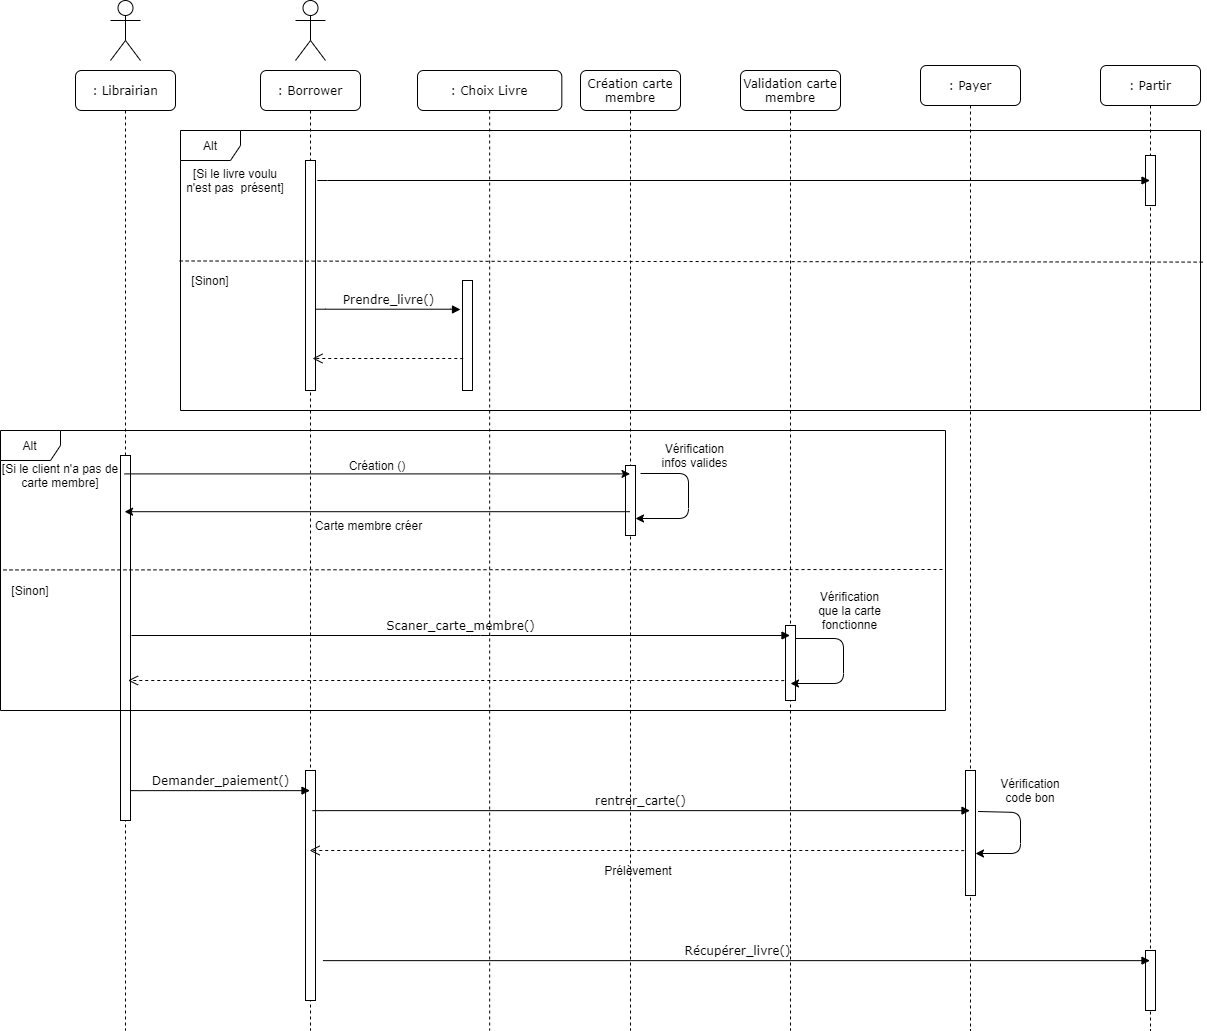 : Librairian
: Borrower
: Choix Livre
Création carte
membre
Validation carte
membre
: Payer
: Partir
Alt
[Si le livre voulu
n'est pas  présent]
[Sinon]
Prendre_livre()
Alt
[Si le client n'a pas de
carte membre]
Création ()
Vérification
infos valides
Carte membre créer
[Sinon]
Scaner_carte_membre()
Vérification
que la carte
fonctionne
Demander_paiement()
rentrer_carte()
Vérification
code bon
Prélèvement
Récupérer_livre()